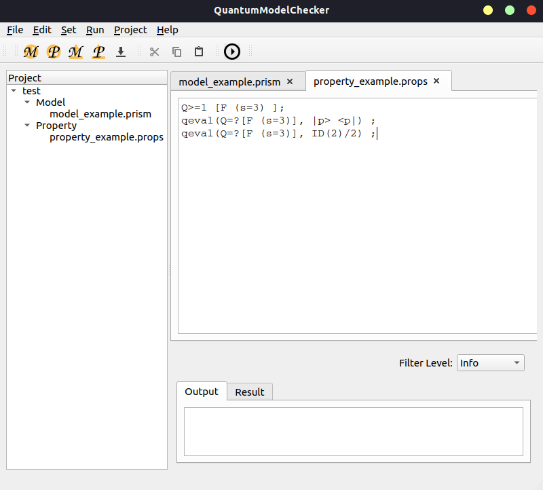 QuantumModelChecker
File Edit Set Run Project Help
M P M P
Project
test
Model
model_example.prism
Property
property_example.props
model_example.prism ×
property_example.props ×
Q>=1 [F (s=3) ];
qeval(Q=?[F (s=3)], |p> <p|) ;
qeval(Q=?[F (s=3)], ID(2)/2) ;
Filter Level: Info
Output
Result